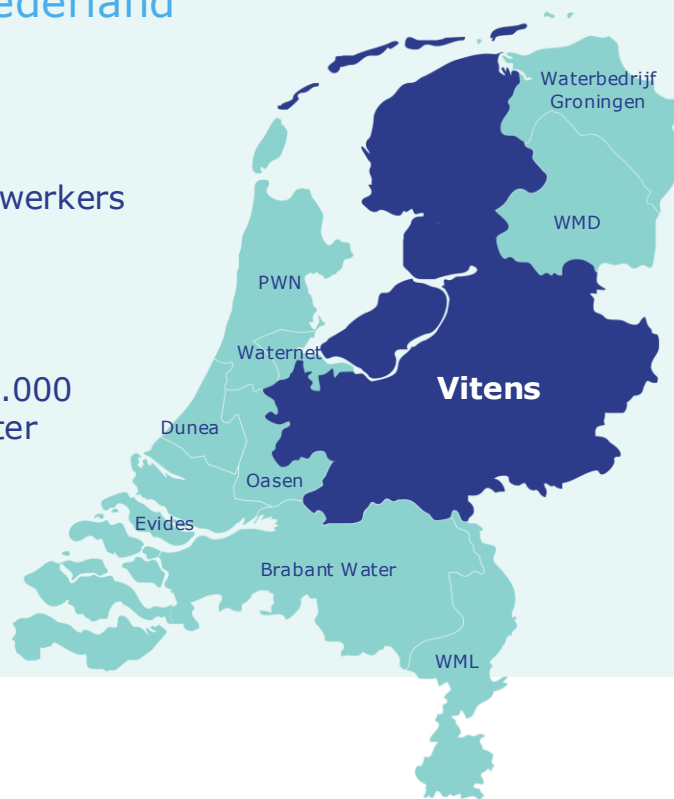 ederland
werkers
.000
ter
Waterbedrijf
Groningen
WMD
PWN
Waternet
Vitens
Dunea
Oasen
Evides
Brabant Water
WML